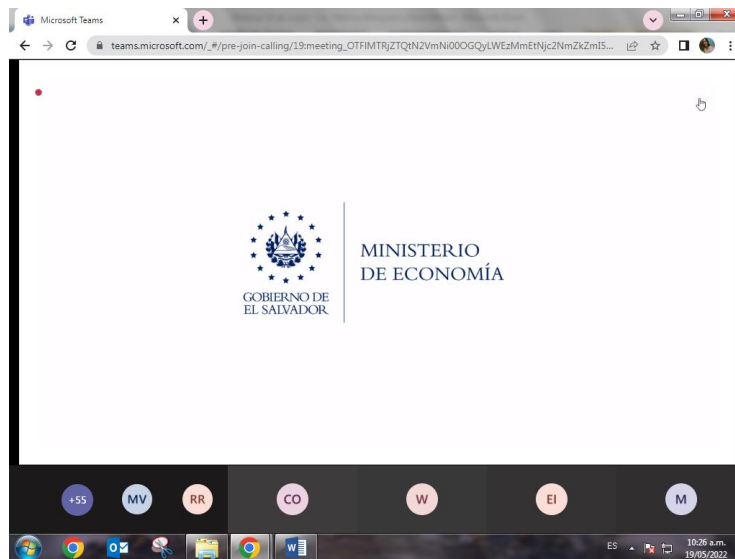 Microsoft Teams
teams.microsoft.com/_#/pre-join-calling/19:meeting_OTFIMTRjZTQtN2VmNi00OGQyLWEzMmEtNjc2NmZkZmI5...
GOBIERNO DE
EL SALVADOR
MINISTERIO
DE ECONOMÍA
+55
MV
RR
CO
W
EI
M
ES
10:26 a.m.
19/05/2022